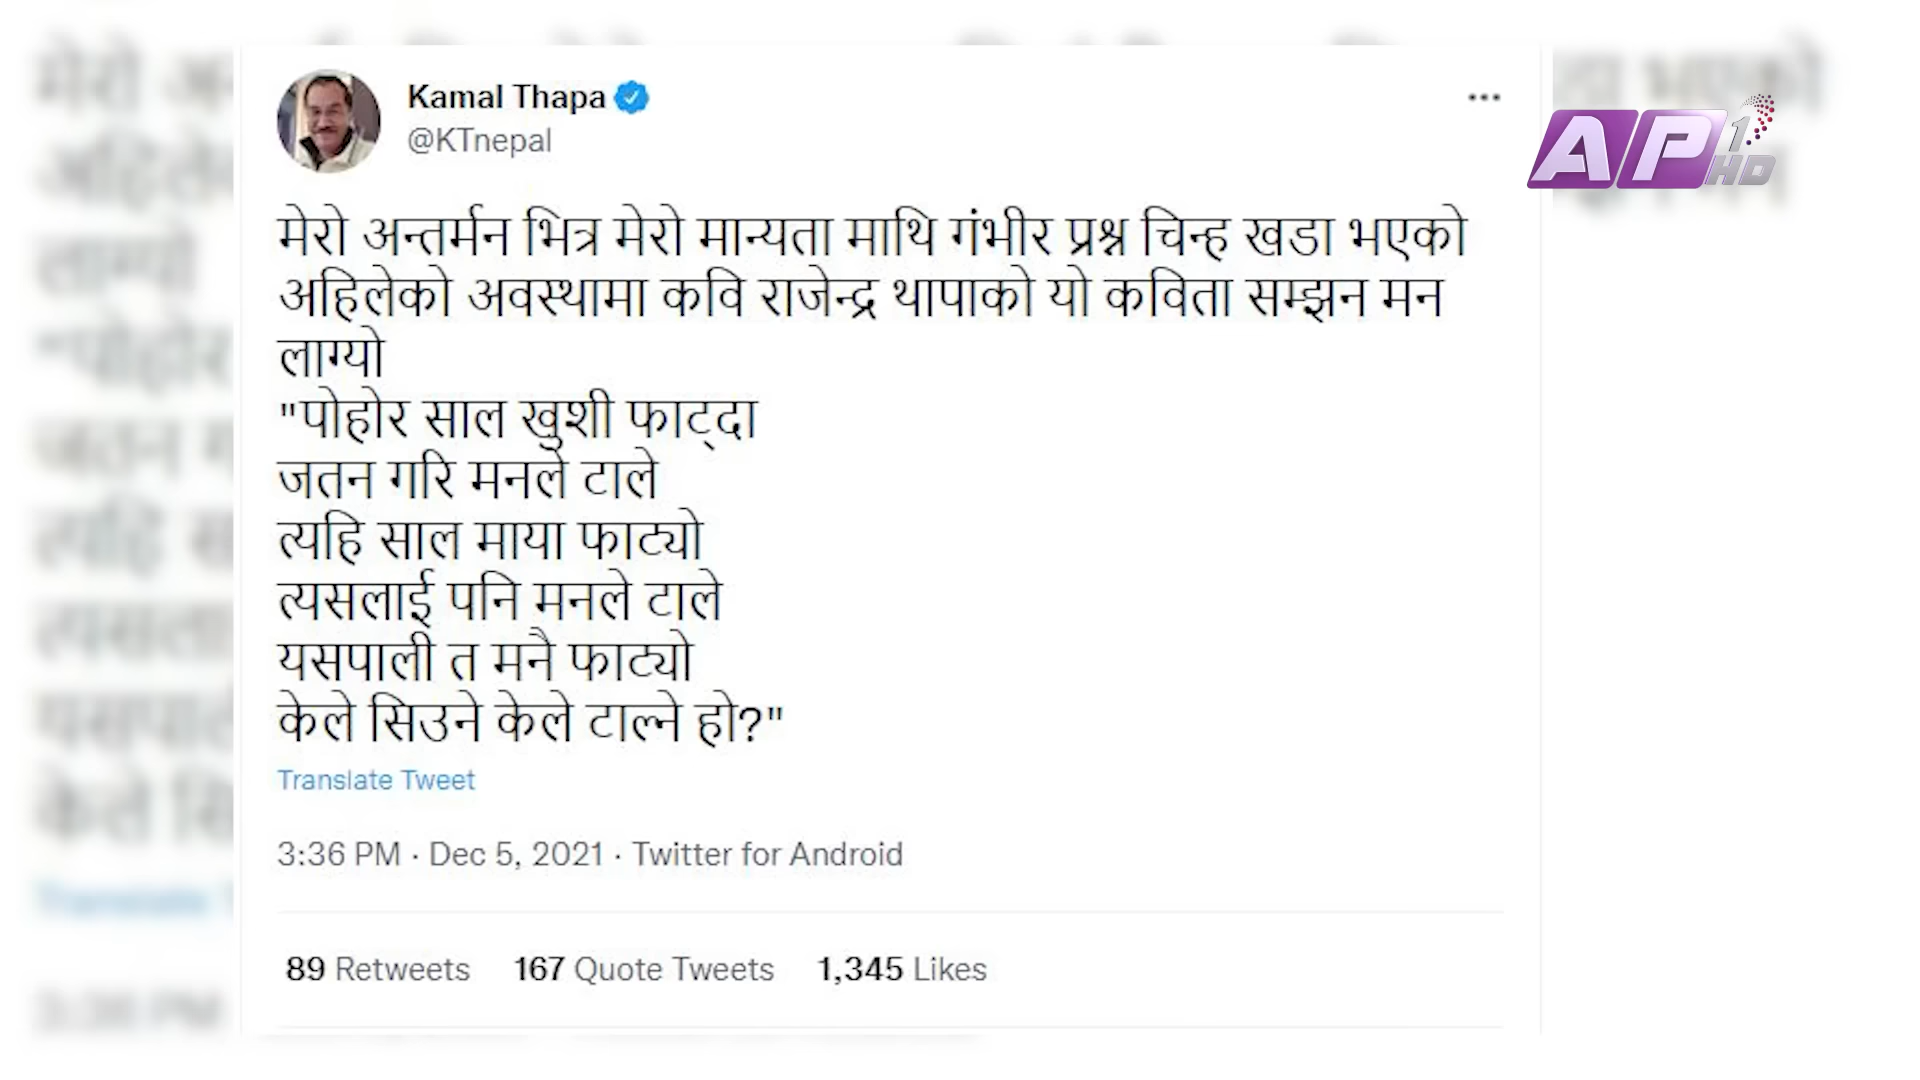 Kamal Thapa
@KTnepal
AP1 HD
मेरो अन्तर्मन भित्र मेरो मान्यता माथि गंभीर प्रश्न चिन्ह खडा भएको
अहिलेको अवस्थामा कवि राजेन्द्र थापाको यो कविता सम्झन मन
लाग्यो
"पोहोर साल खुशी फाट्दा
जतन गरि मनले टाले
त्यहि साल माया फाट्यो
त्यसलाई पनि मनले टाले
यसपाली त मनै फाट्यो
केले सिउने केले टाल्ने हो?"
Translate Tweet
3:36 PM · Dec 5, 2021 · Twitter for Android
89 Retweets 167 Quote Tweets 1,345 Likes